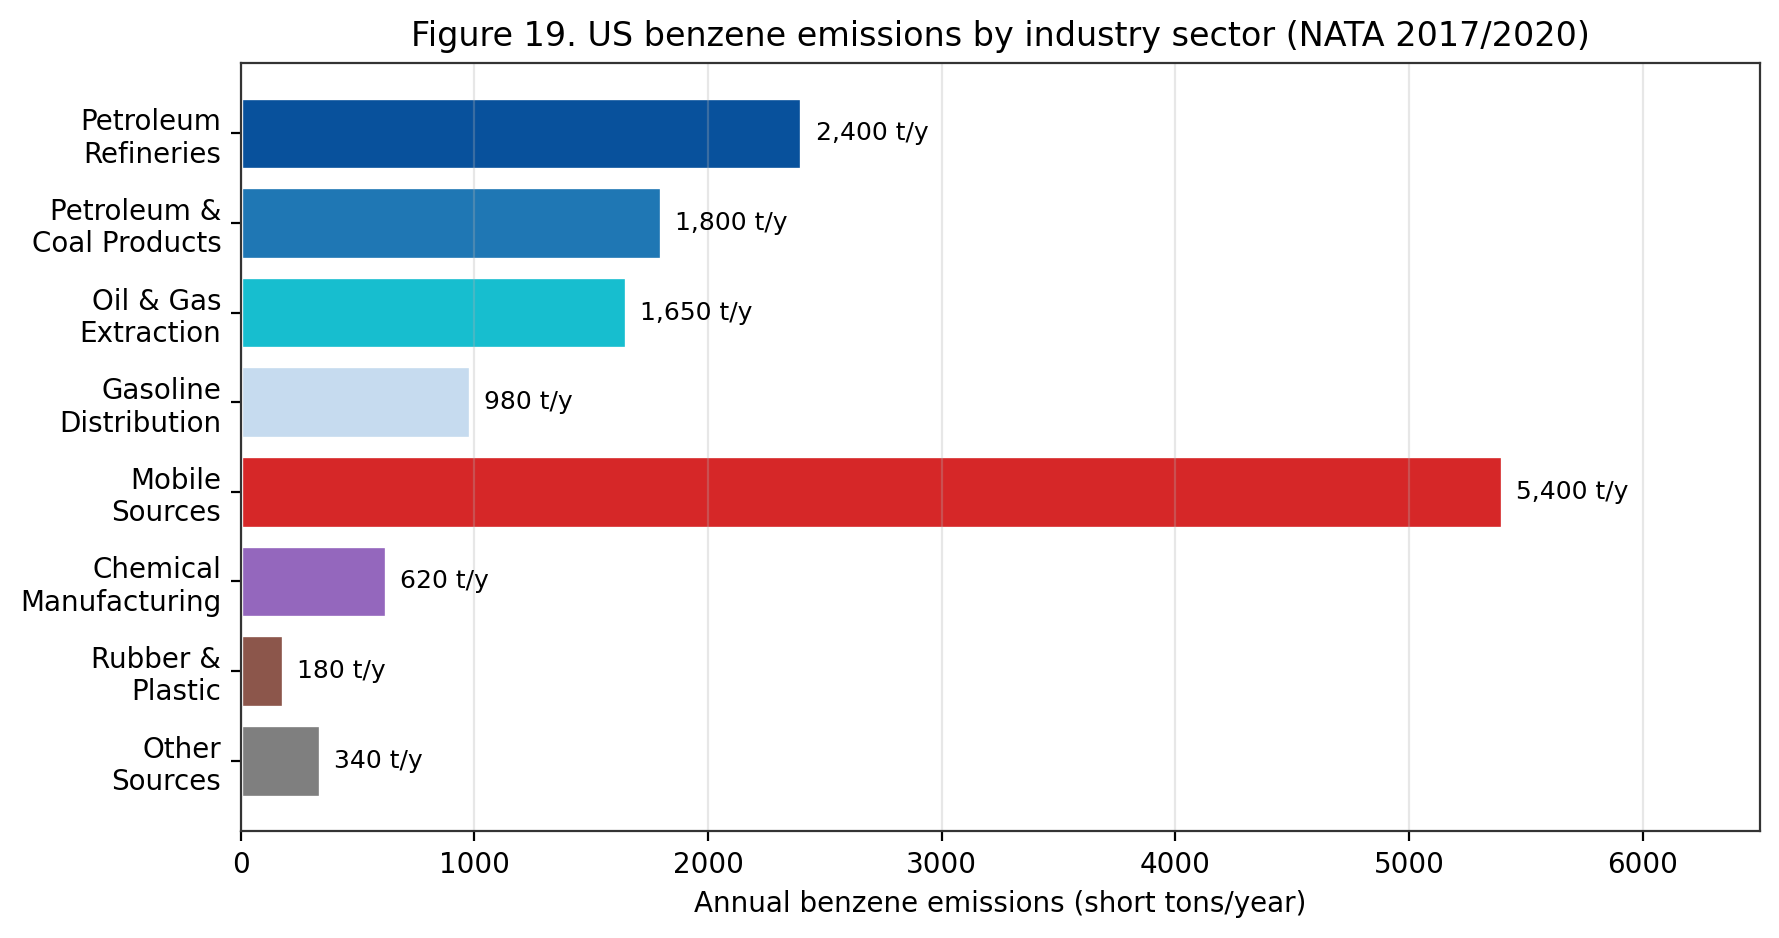 Figure 19. US benzene emissions by industry sector (NATA 2017/2020)
Petroleum
Refineries
2,400 t/y
Petroleum &
Coal Products
1,800 t/y
Oil & Gas
Extraction
1,650 t/y
Gasoline
Distribution
980 t/y
Mobile
Sources
5,400 t/y
Chemical
Manufacturing
620 t/y
Rubber &
Plastic
180 t/y
Other
Sources
340 t/y
0 1000 2000 3000 4000 5000 6000
Annual benzene emissions (short tons/year)